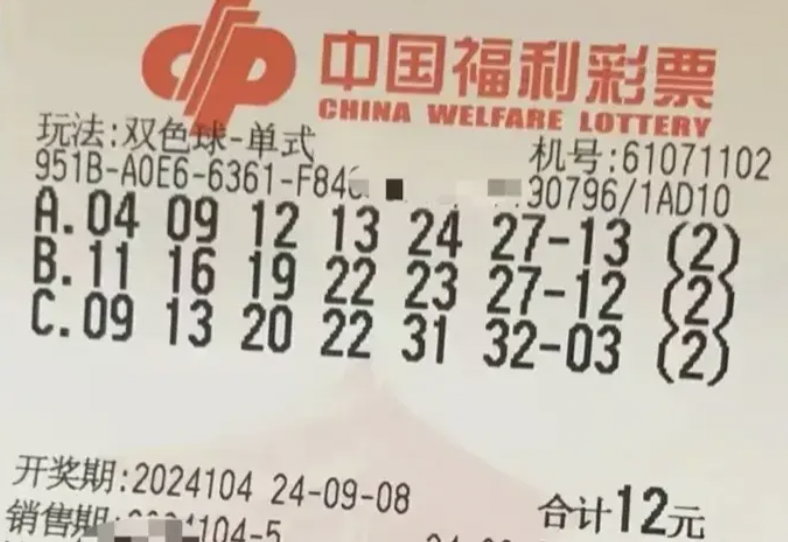 中国福利彩票
CHINA WELFARE LOTTERY
玩法:双色球-单式
机号:61071102
951B-A0E6-6361-F84 30796/1AD10
A.04 09 12 13 24 27-13 (2)
B.11 16 19 22 23 27-12 (2)
C.09 13 20 22 31 32-03 (2)
开奖期:2024104 24-09-08
合计12元
销售期: 104-5